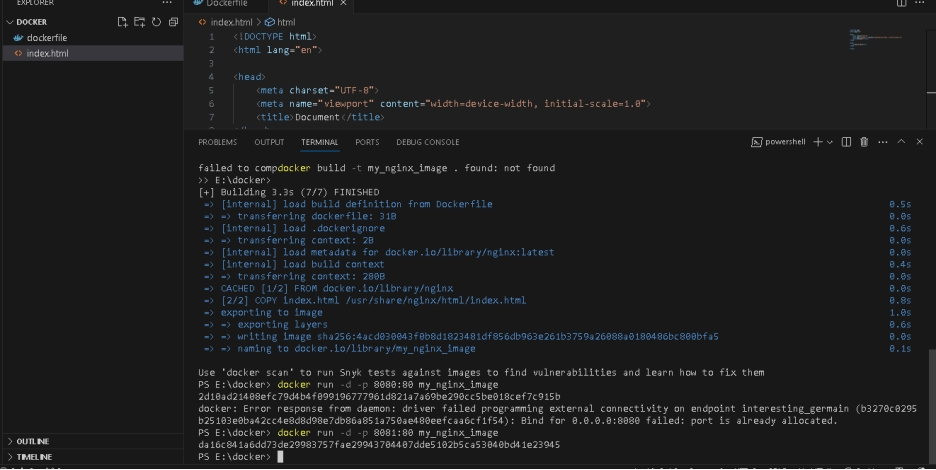 EXPLORER
Dockerfile
index.html
DOCKER
dockerfile
index.html
index.html > html
1 <!DOCTYPE html>
2 <html lang="en">
3
4 <head>
5 <meta charset="UTF-8">
6 <meta name="viewport" content="width=device-width, initial-scale=1.0">
7 <title>Document</title>
PROBLEMS OUTPUT TERMINAL PORTS DEBUG CONSOLE
powershell
failed to compdocker build -t my_nginx_image . found: not found
>> E:\docker>
[+] Building 3.3s (7/7) FINISHED
=> [internal] load build definition from Dockerfile 0.5s
=> => transferring dockerfile: 31B 0.0s
=> [internal] load .dockerignore 0.6s
=> => transferring context: 2B 0.0s
=> [internal] load metadata for docker.io/library/nginx:latest 0.0s
=> [internal] load build context 0.4s
=> => transferring context: 280B 0.0s
=> CACHED [1/2] FROM docker.io/library/nginx 0.0s
=> [2/2] COPY index.html /usr/share/nginx/html/index.html 0.8s
=> exporting to image 1.0s
=> => exporting layers 0.6s
=> => writing image sha256:4acd030043f0b8d1823481df856db963e261b3759a26088a0180486bc800bfa5 0.0s
=> => naming to docker.io/library/my_nginx_image 0.1s
Use 'docker scan' to run Snyk tests against images to find vulnerabilities and learn how to fix them
PS E:\docker> docker run -d -p 8080:80 my_nginx_image
2d10ad21408efc79d4b4f099196777961d821a7a69be290cc5be018cef7c915b
docker: Error response from daemon: driver failed programming external connectivity on endpoint interesting_germain (b3270c0295
b25103e0ba42cc4e8d8d98e7db86a851a750ae480eefcaa6cf1f54): Bind for 0.0.0.0:8080 failed: port is already allocated.
PS E:\docker> docker run -d -p 8081:80 my_nginx_image
da16c841a6dd73de29983757fae29943704407dde5102b5ca53040bd41e23945
PS E:\docker>
OUTLINE
TIMELINE